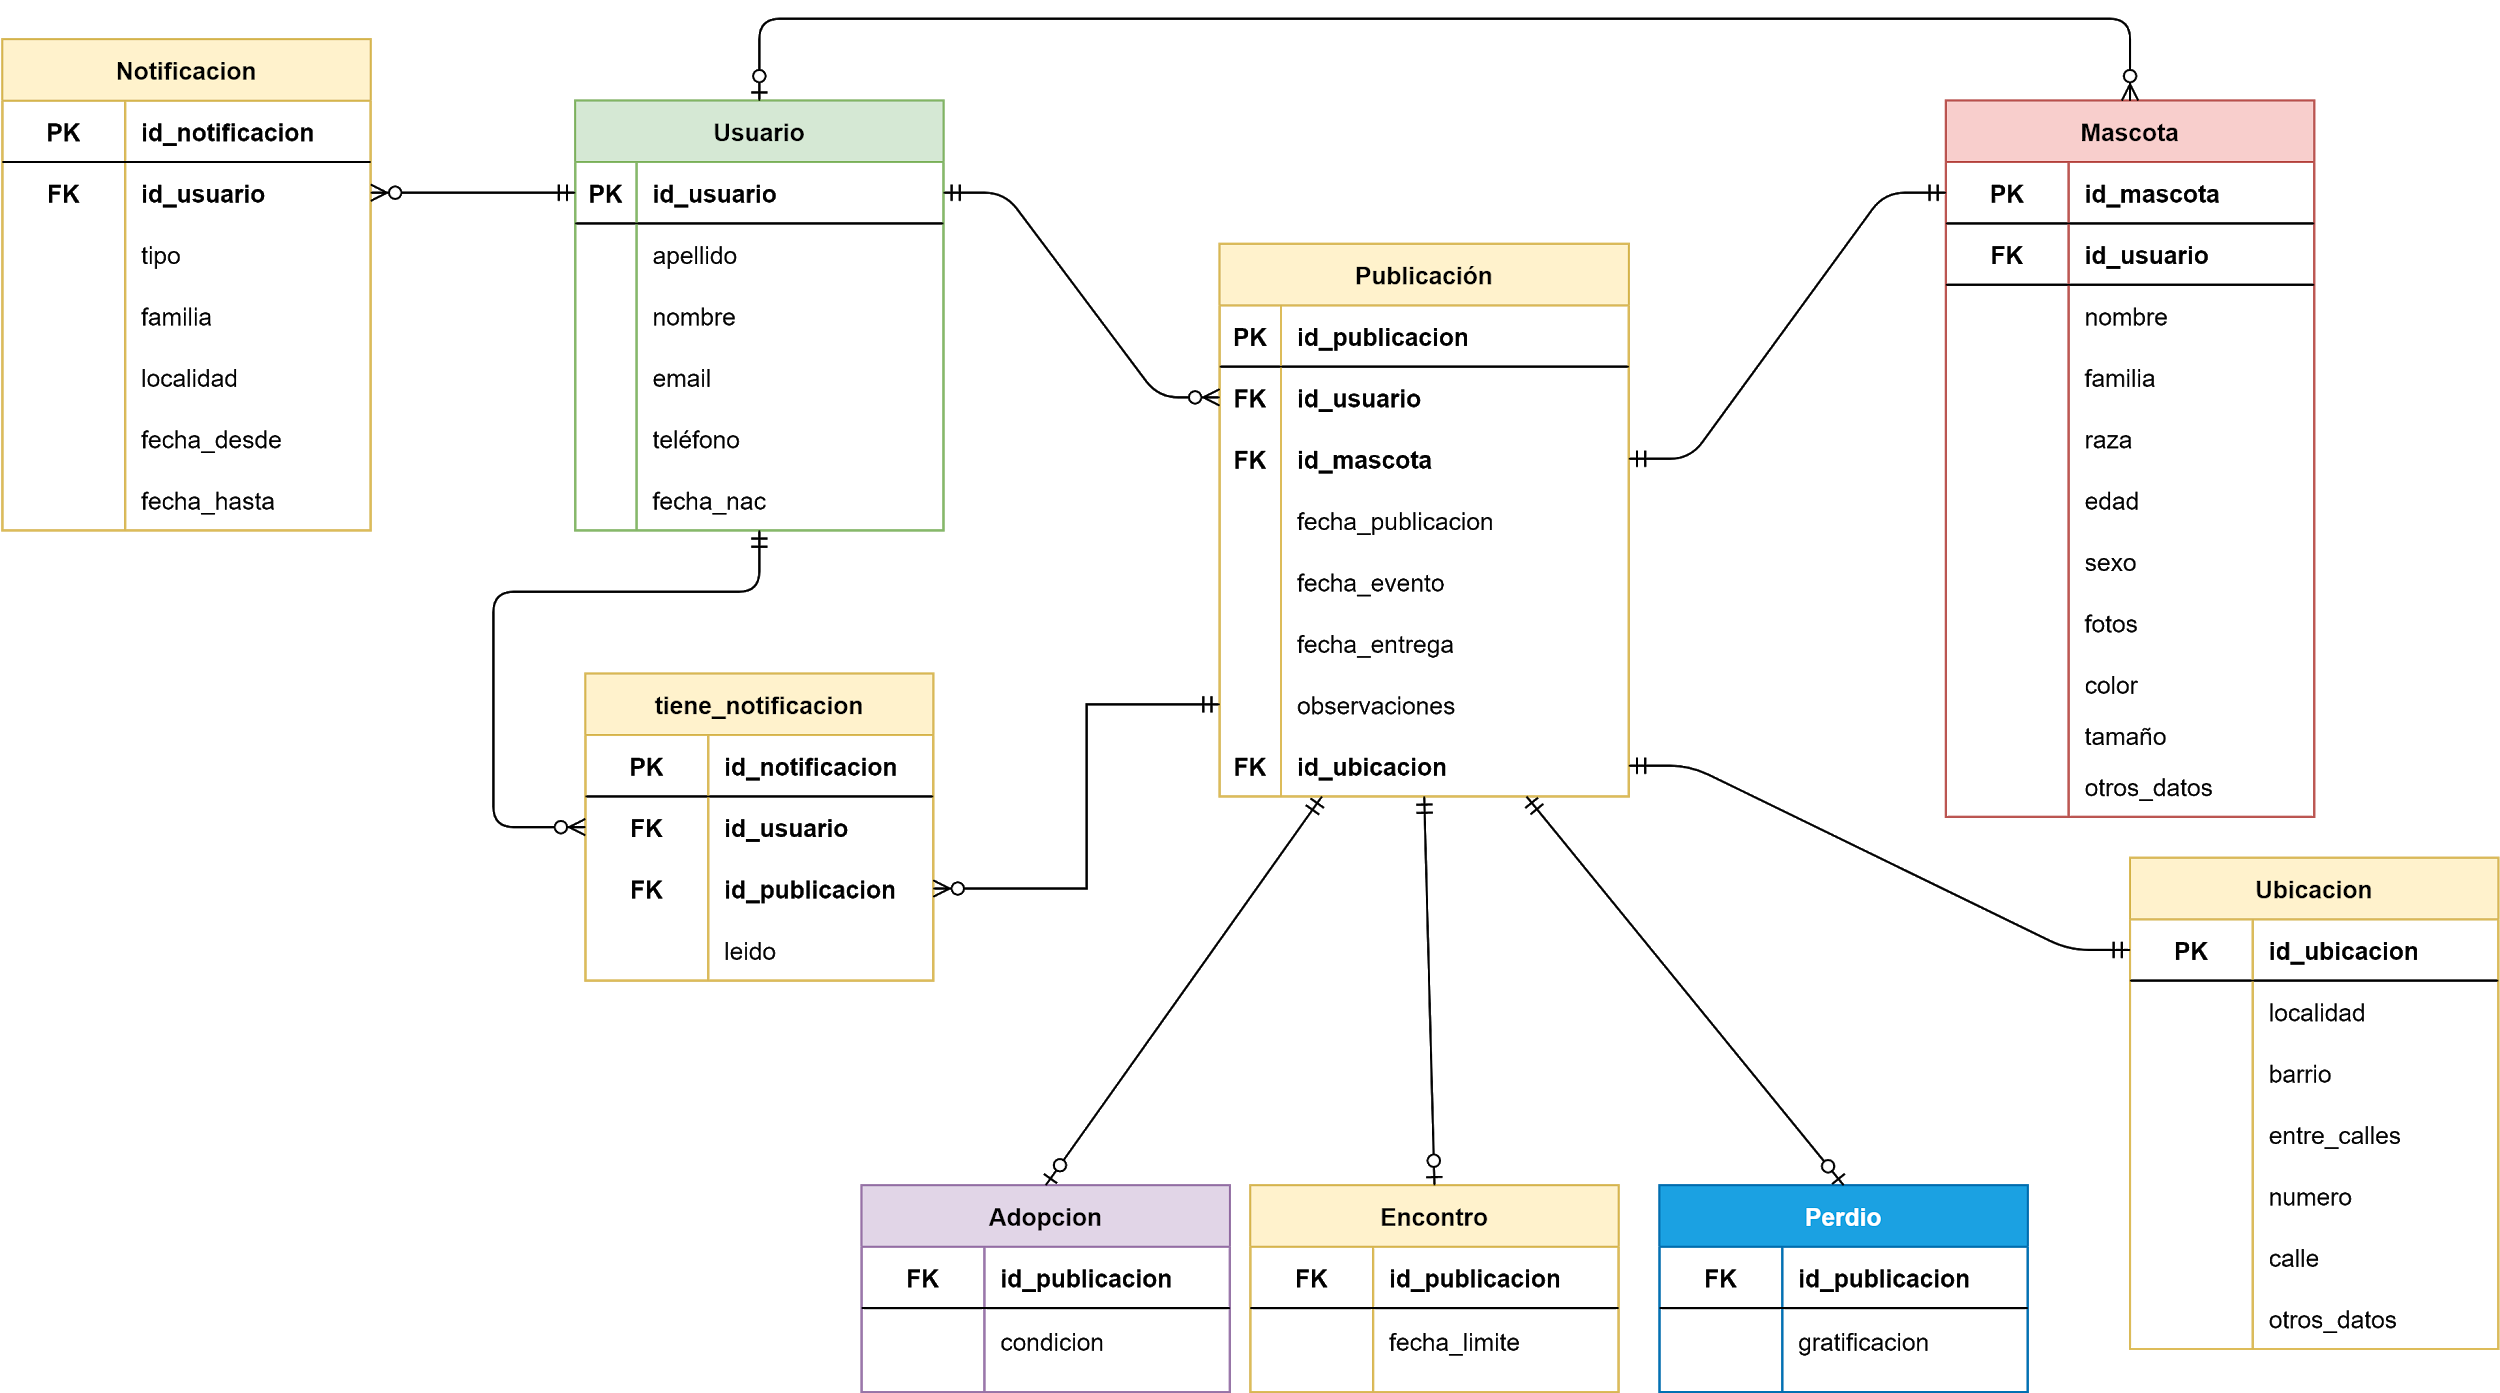 Notificacion
PK id_notificacion
FK id_usuario
tipo
familia
localidad
fecha_desde
fecha_hasta
Usuario
PK id_usuario
apellido
nombre
email
teléfono
fecha_nac
Publicación
PK id_publicacion
FK id_usuario
FK id_mascota
fecha_publicacion
fecha_evento
fecha_entrega
observaciones
FK id_ubicacion
Mascota
PK id_mascota
FK id_usuario
nombre
familia
raza
edad
sexo
fotos
color
tamaño
otros_datos
tiene_notificacion
PK id_notificacion
FK id_usuario
FK id_publicacion
leido
Ubicacion
PK id_ubicacion
localidad
barrio
entre_calles
numero
calle
otros_datos
Adopcion
FK id_publicacion
condicion
Encontro
FK id_publicacion
fecha_limite
Perdio
FK id_publicacion
gratificacion